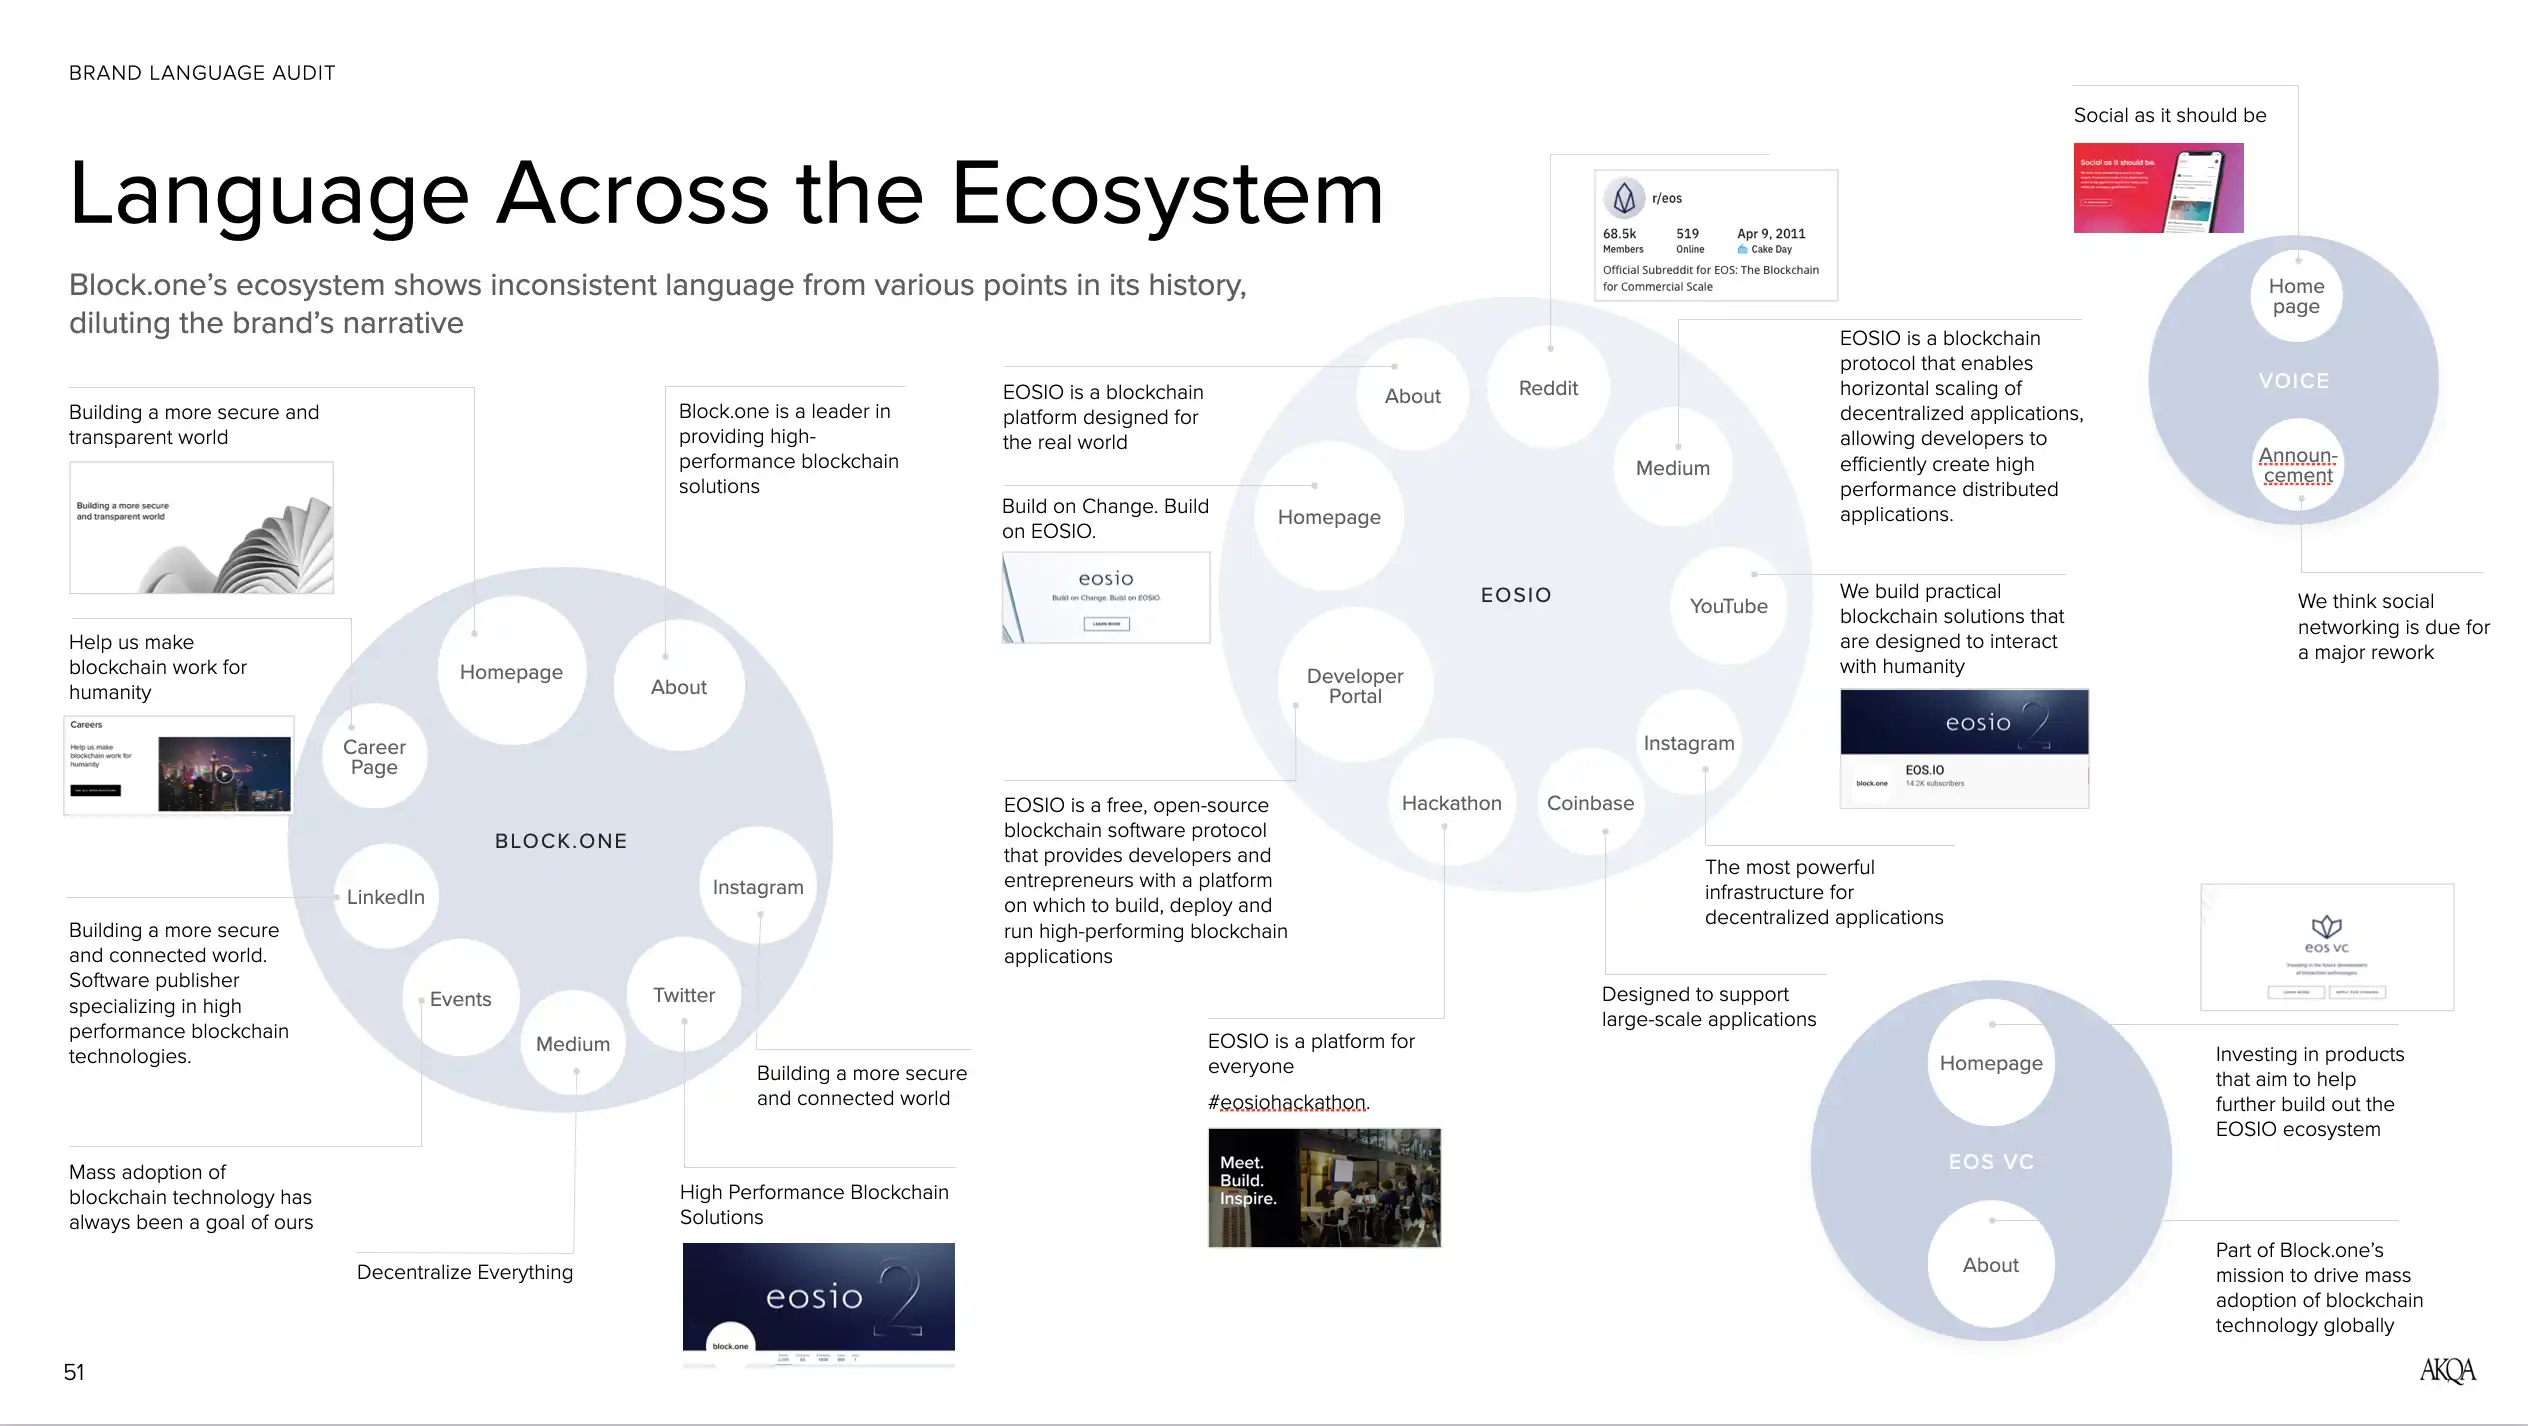 BRAND LANGUAGE AUDIT
Language Across the Ecosystem
Block.one’s ecosystem shows inconsistent language from various points in its history,
diluting the brand’s narrative
Building a more secure and
transparent world
Building a more secure
and transparent world
Help us make
blockchain work for
humanity
Careers
Help us make
blockchain work for
humanity
Block.one is a leader in
providing high-
performance blockchain
solutions
Homepage
About
Career
Page
BLOCK.ONE
LinkedIn
Instagram
Events
Twitter
Medium
Building a more secure
and connected world.
Software publisher
specializing in high
performance blockchain
technologies.
Mass adoption of
blockchain technology has
always been a goal of ours
Decentralize Everything
Building a more secure
and connected world
High Performance Blockchain
Solutions
eosio 2
block.one
EOSIO is a blockchain
platform designed for
the real world
Build on Change. Build
on EOSIO.
eosio
Build on Change. Build on EOSIO.
LEARN MORE
r/eos
68.5k 519 Apr 9, 2011
Members Online Cake Day
Official Subreddit for EOS: The Blockchain
for Commercial Scale
About
Reddit
Medium
Homepage
EOSIO
YouTube
Developer
Portal
Instagram
Hackathon
Coinbase
EOSIO is a free, open-source
blockchain software protocol
that provides developers and
entrepreneurs with a platform
on which to build, deploy and
run high-performing blockchain
applications
EOSIO is a platform for
everyone
#eosiohackathon.
Meet.
Build.
Inspire.
Designed to support
large-scale applications
The most powerful
infrastructure for
decentralized applications
EOSIO is a blockchain
protocol that enables
horizontal scaling of
decentralized applications,
allowing developers to
efficiently create high
performance distributed
applications.
We build practical
blockchain solutions that
are designed to interact
with humanity
eosio 2
block.one
EOS.IO
14.2K subscribers
Social as it should be
Social as it should be.
Home
page
VOICE
Announ-
cement
We think social
networking is due for
a major rework
eos vc
LEARN MORE
Homepage
EOS VC
About
Investing in products
that aim to help
further build out the
EOSIO ecosystem
Part of Block.one’s
mission to drive mass
adoption of blockchain
technology globally
51
AKQA